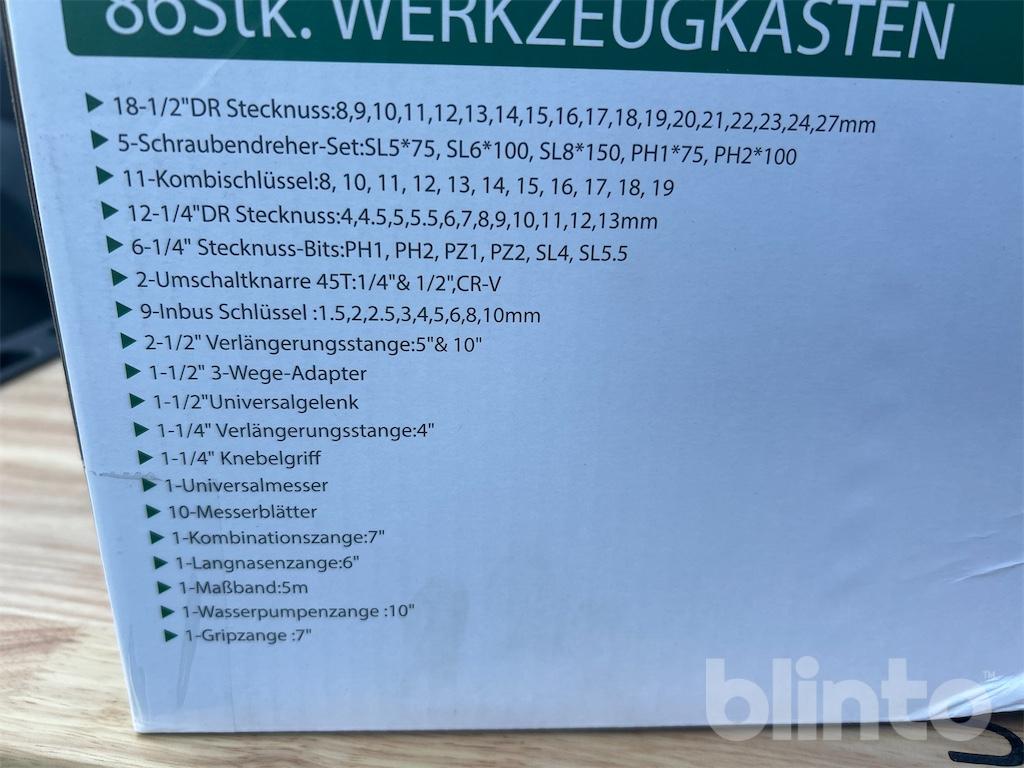 86Stk. WERKZEUGKASTEN
18-1/2"DR Stecknuss:8,9,10,11,12,13,14,15,16,17,18,19,20,21,22,23,24,27mm
5-Schraubendreher-Set:SL5*75, SL6*100, SL8*150, PH1*75, PH2*100
11-Kombischlüssel:8, 10, 11, 12, 13, 14, 15, 16, 17, 18, 19
12-1/4"DR Stecknuss:4,4.5,5,5.5,6,7,8,9,10,11,12,13mm
6-1/4" Stecknuss-Bits:PH1, PH2, PZ1, PZ2, SL4, SL5.5
2-Umschaltknarre 45T:1/4"& 1/2",CR-V
9-Inbus Schlüssel :1.5,2,2.5,3,4,5,6,8,10mm
2-1/2" Verlängerungsstange:5"& 10"
1-1/2" 3-Wege-Adapter
1-1/2"Universalgelenk
1-1/4" Verlängerungsstange:4"
1-1/4" Knebelgriff
1-Universalmesser
10-Messerblätter
1-Kombinationszange:7"
1-Langnasenzange:6"
1-Maßband:5m
1-Wasserpumpenzange :10"
1-Gripzange :7"
blinto™